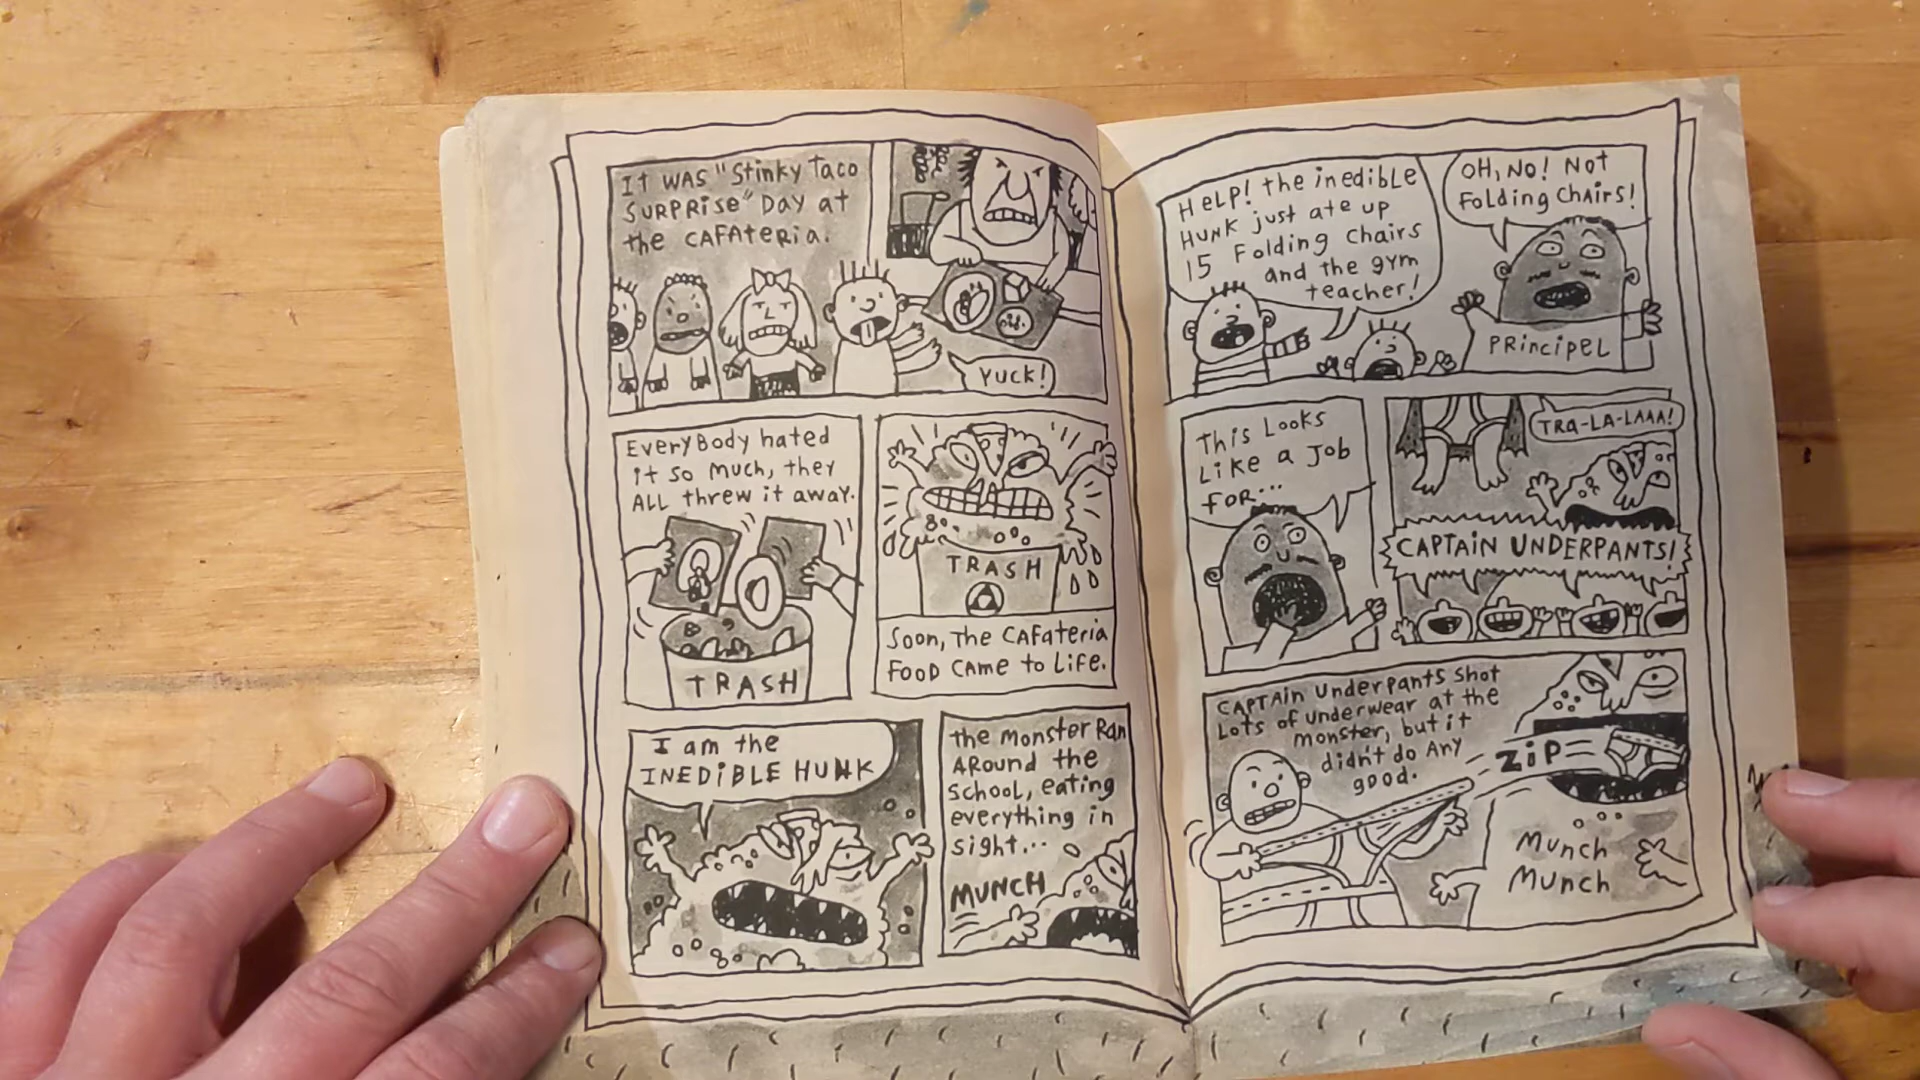 It was "Stinky Taco
Surprise" Day at
the cafateria.
Yuck!
Everybody hated
it so much, they
ALL threw it away.
TRASH
TRASH
Soon, the cafateria
food came to life.
I am the
INEDIBLE HUNK
the monster Ran
ARound the
school, eating
everything in
sight...
MUNCH
Help! the inedible
Hunk just ate up
15 Folding chairs
and the gym
teacher!
OH, NO! Not
Folding Chairs!
PRincipel
This Looks
Like a Job
for...
TRa-La-Laaa!
CAPTAIN UNDERPANTS!
CAPTAIN Underpants shot
Lots of underwear at the
monster, but it
didn't do Any
good.
ZiP
Munch
Munch